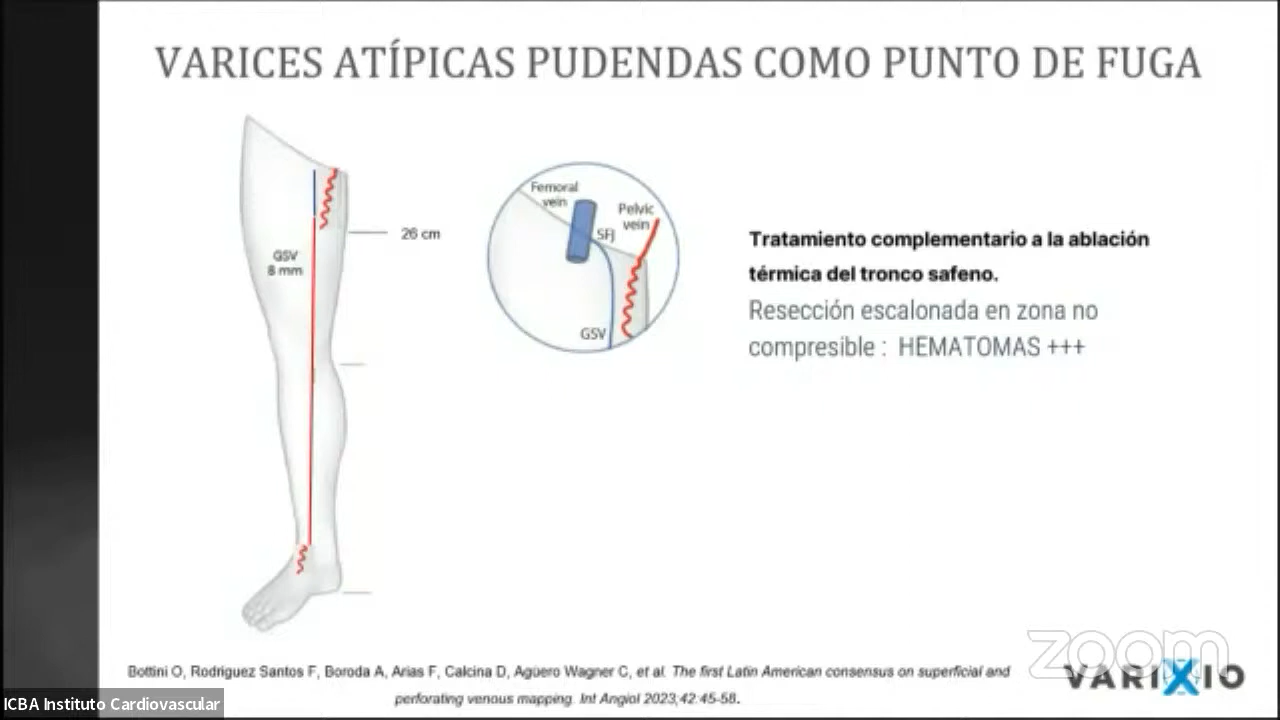 VARICES ATÍPICAS PUDENDAS COMO PUNTO DE FUGA
26 cm
GSV
8 mm
Femoral
vein
Pelvic
vein
SFJ
GSV
Tratamiento complementario a la ablación
térmica del tronco safeno.
Resección escalonada en zona no
compresible : HEMATOMAS +++
Bottini O, Rodriguez Santos F, Boroda A, Arias F, Calcina D, Agüero Wagner C, et al. The first Latin American consensus on superficial and
perforating venous mapping. Int Angiol 2023;42:45-58.
zoom
VARIXIO
ICBA Instituto Cardiovascular